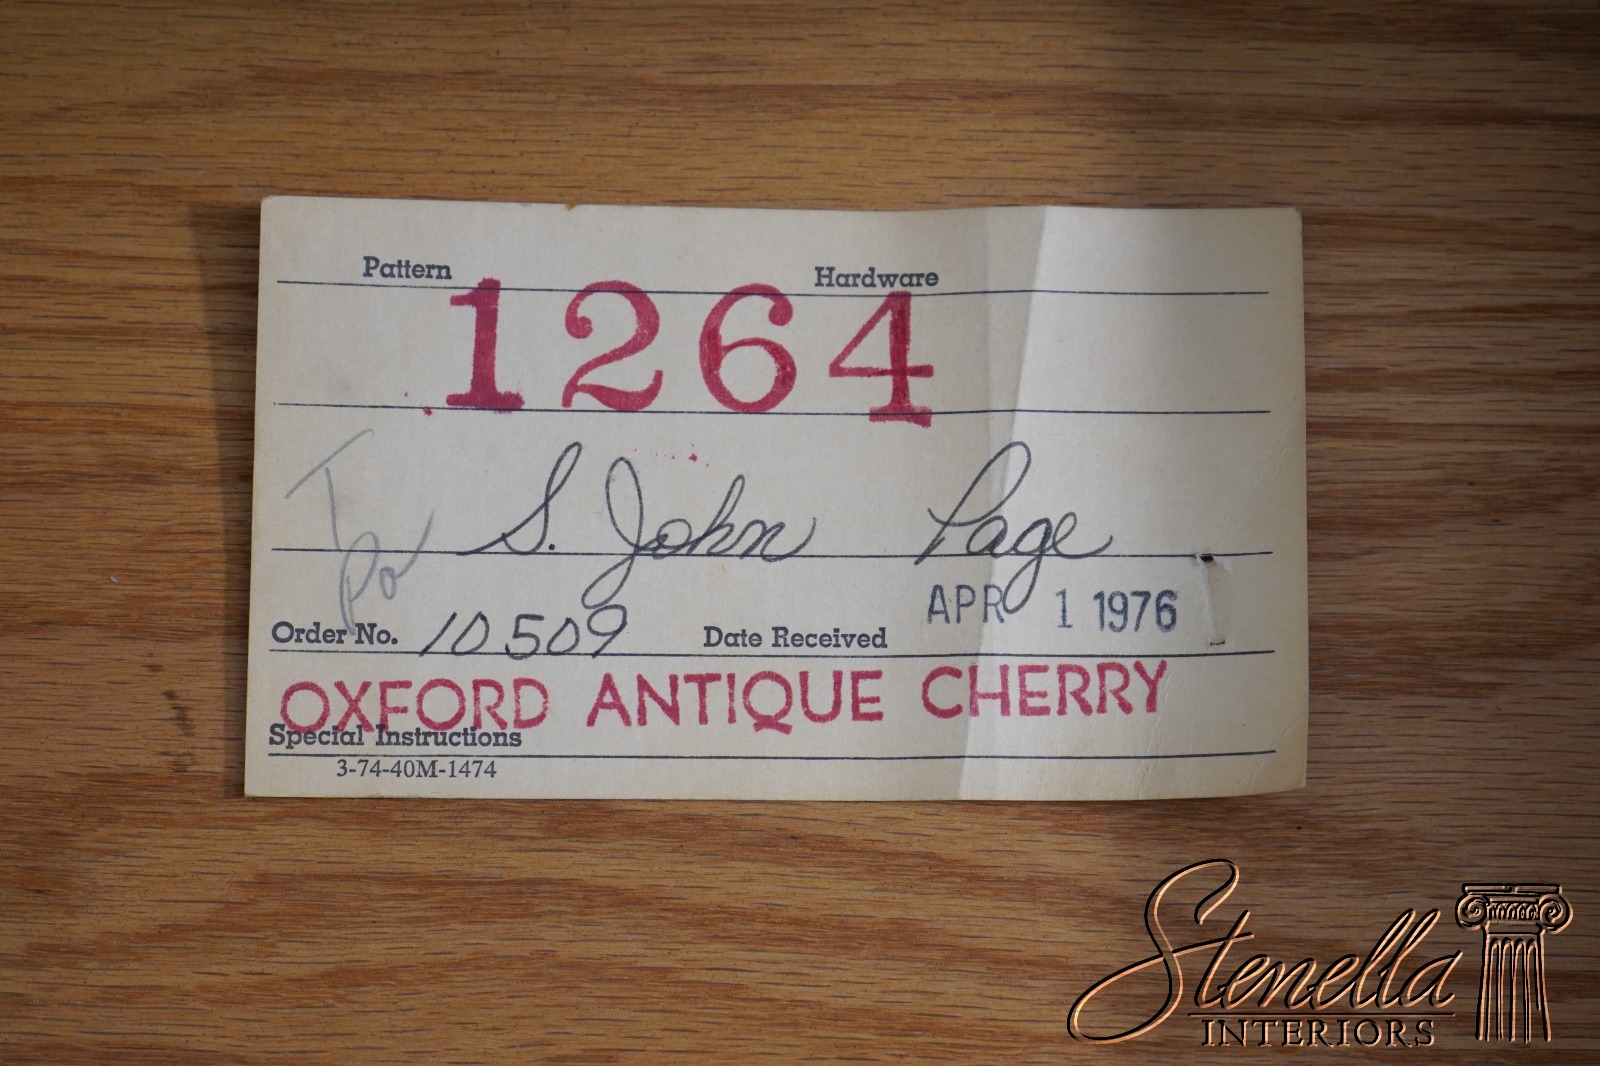 Pattern Hardware
1264
S. John Page
Order No. 10509 Date Received APR 1 1976
OXFORD ANTIQUE CHERRY
Special Instructions
3-74-40M-1474
Stenella
INTERIORS